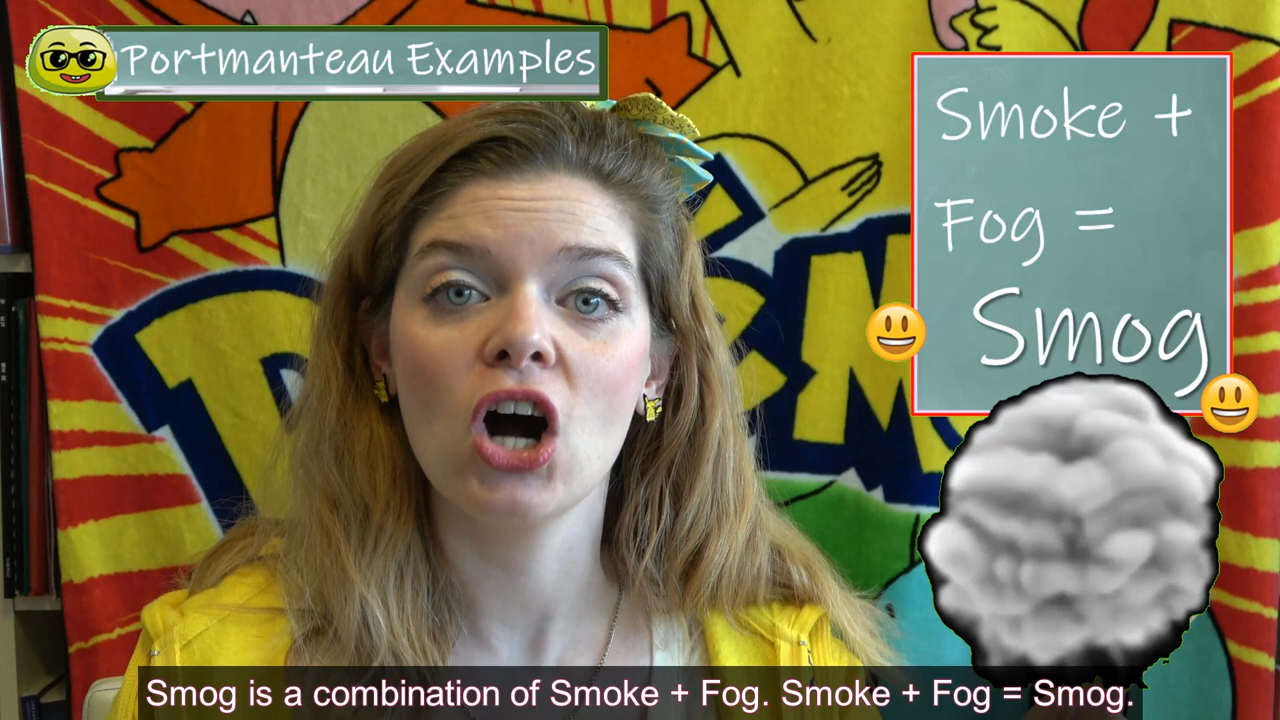 Portmanteau Examples
Smoke +
Fog =
Smog
Smog is a combination of Smoke + Fog. Smoke + Fog = Smog.